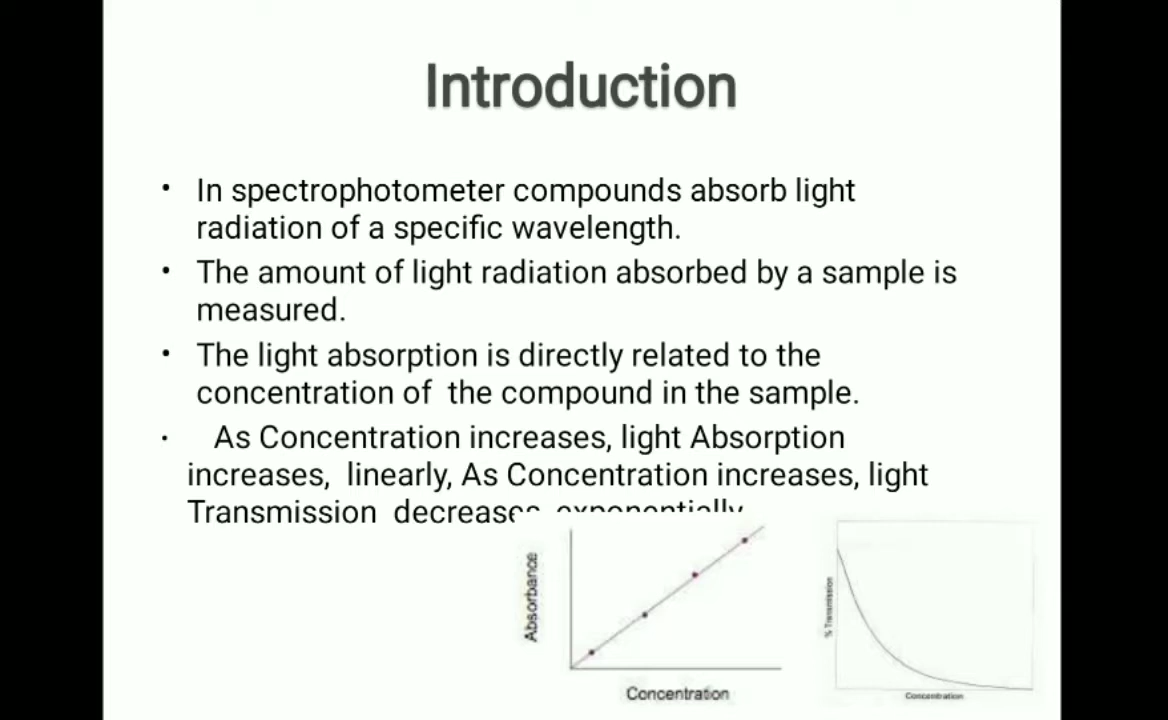 Introduction
• In spectrophotometer compounds absorb light
radiation of a specific wavelength.
• The amount of light radiation absorbed by a sample is
measured.
• The light absorption is directly related to the
concentration of the compound in the sample.
• As Concentration increases, light Absorption
increases, linearly, As Concentration increases, light
Transmission decreases exponentially
Absorbance
Concentration
% Transmission
Concentration